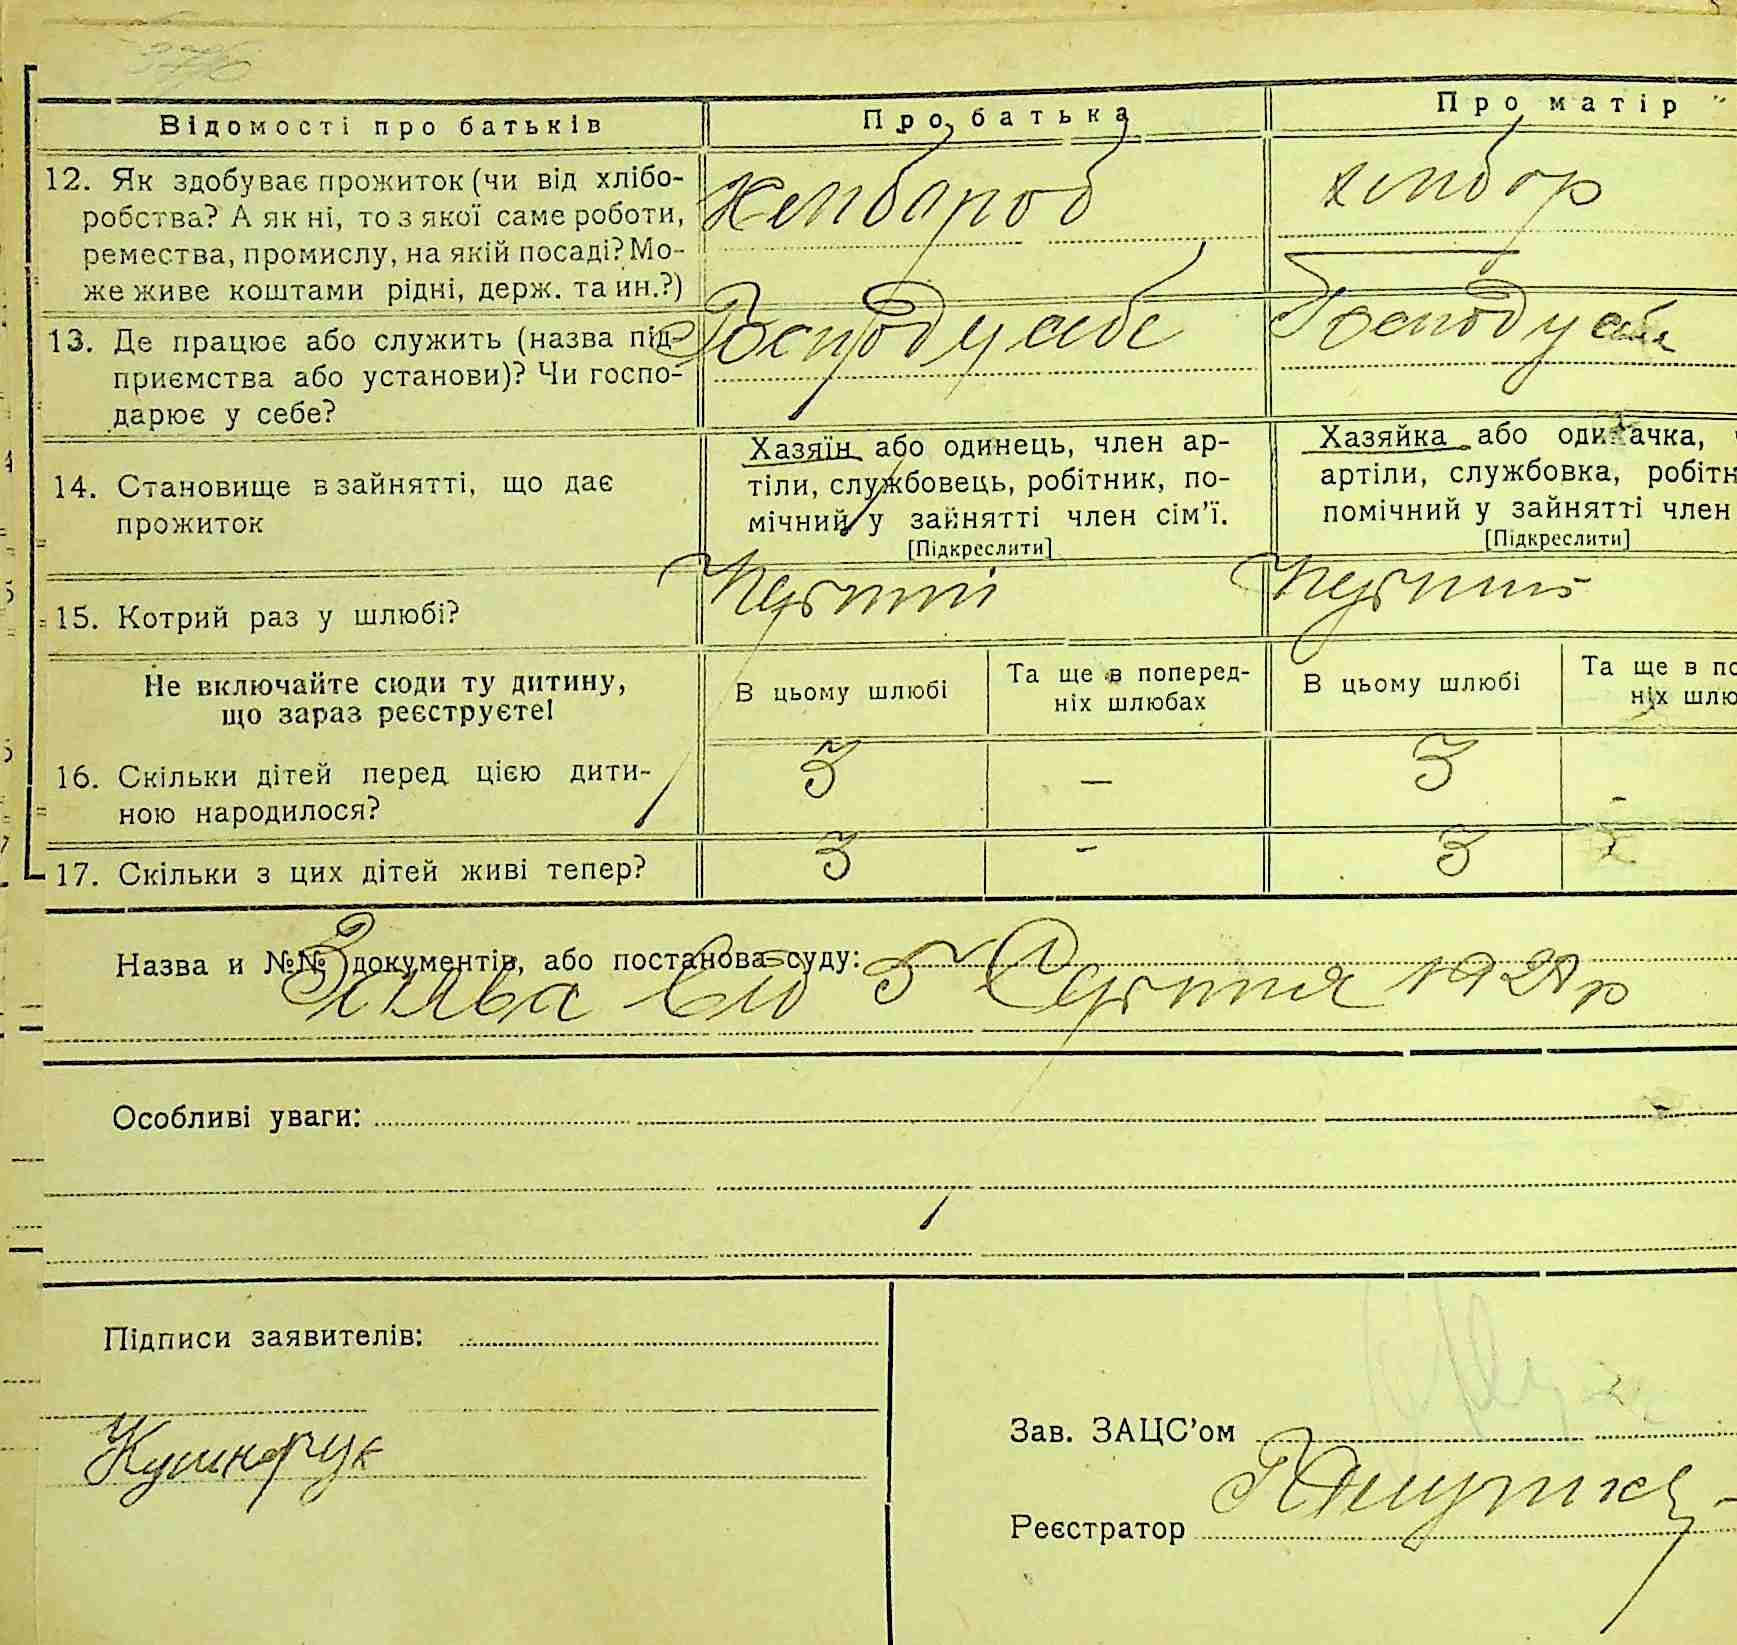 Відомості про батьків
Про батька
Про матір
12. Як здобуває прожиток (чи від хлібо-
робства? А як ні, то з якої саме роботи,
ремества, промислу, на якій посаді? Мо-
же живе коштами рідні, держ. та ин.?)
Хлібороб
хлібор
13. Де працює або служить (назва під-
приємства або установи)? Чи госпо-
дарює у себе?
Господ у себе
Господ у себе
14. Становище в зайнятті, що дає
прожиток
Хазяїн або одинець, член ар-
тіли, службовець, робітник, по-
мічний у зайнятті член сім'ї.
[Підкреслити]
Хазяйка або одиначка,
артіли, службовка, робітн
помічний у зайнятті член
[Підкреслити]
15. Котрий раз у шлюбі?
Перший
Перший
Не включайте сюди ту дитину,
що зараз реєструєте!
В цьому шлюбі
Та ще в поперед-
ніх шлюбах
В цьому шлюбі
Та ще в по
ніх шлю
16. Скільки дітей перед цією дити-
ною народилося?
3
–
3
-
17. Скільки з цих дітей живі тепер?
3
-
3
Назва и №№ документів, або постанова суду:
Заява від 5 Серпня 192 р
Особливі уваги:
Підписи заявителів:
Зав. ЗАЦС'ом
Реєстратор